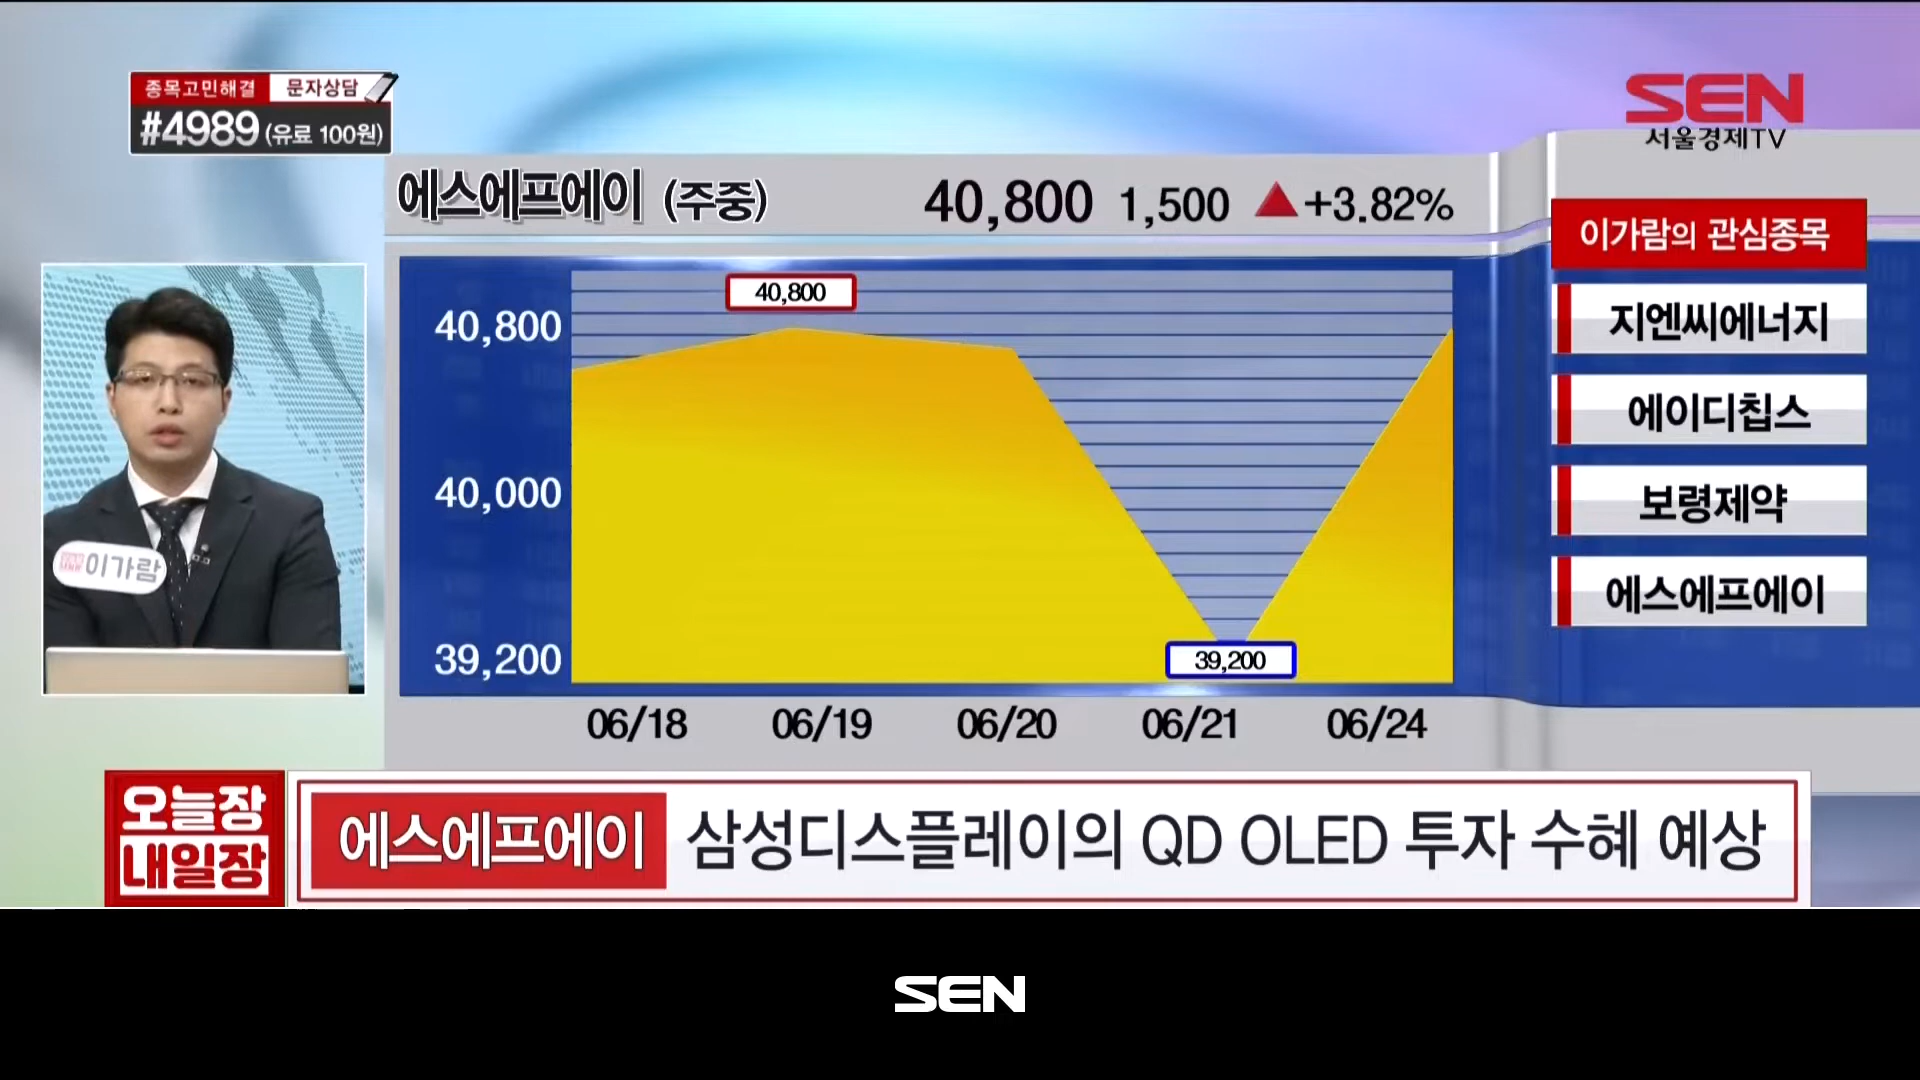 종목고민해결 문자상담
#4989 (유료 100원)
SEN
서울경제TV
에스에프에이 (주중) 40,800 1,500 ▲+3.82%
이가람의 관심종목
지엔씨에너지
에이디칩스
보령제약
에스에프에이
이가람
40,800
40,800
40,000
39,200
39,200
06/18 06/19 06/20 06/21 06/24
오늘장
내일장
에스에프에이 삼성디스플레이의 QD OLED 투자 수혜 예상
SEN